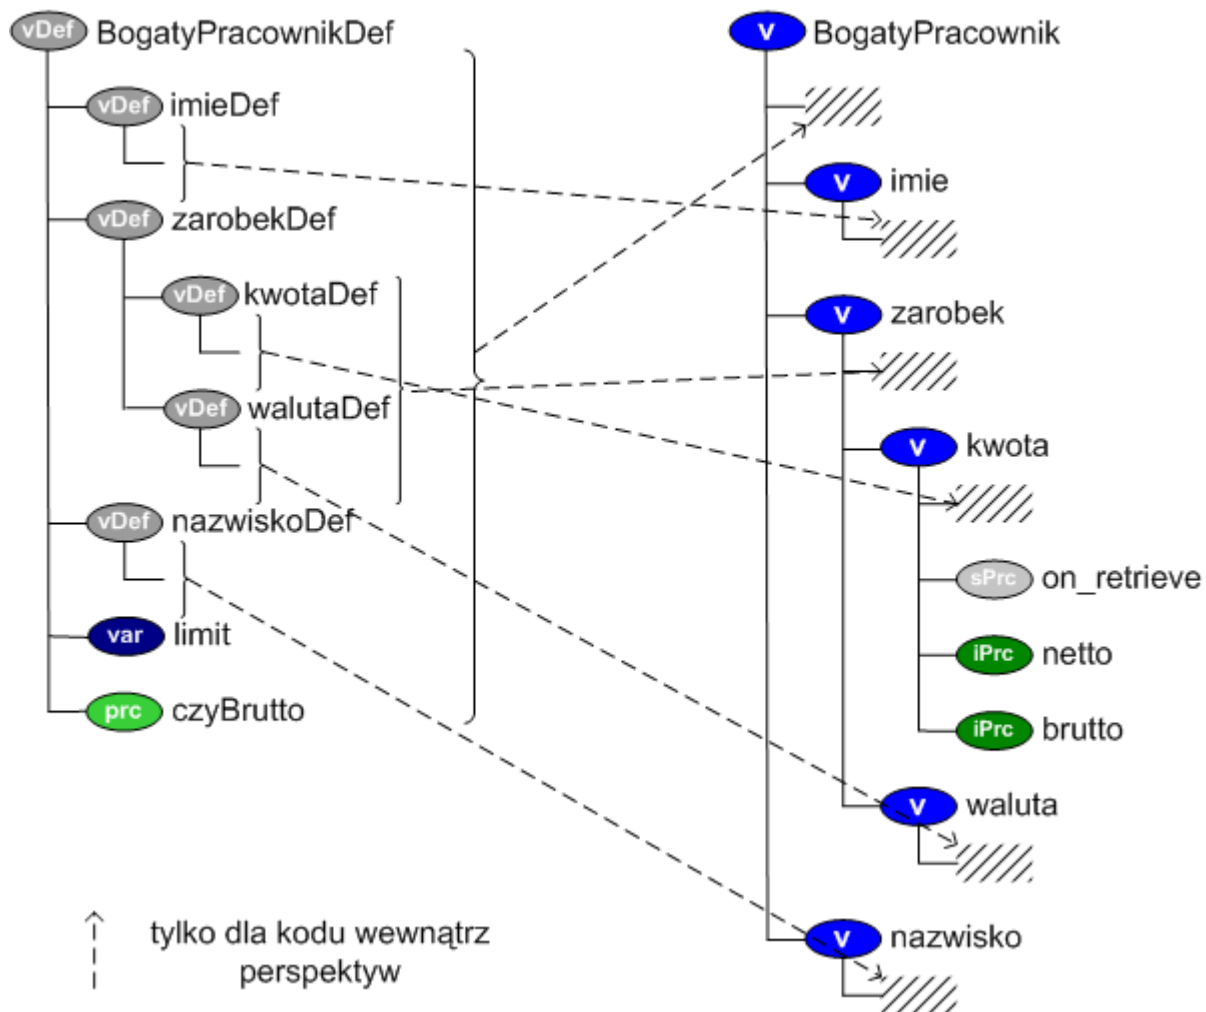 vDef BogatyPracownikDef
vDef imieDef
vDef zarobekDef
vDef kwotaDef
vDef walutaDef
vDef nazwiskoDef
var limit
prc czyBrutto
tylko dla kodu wewnątrz
perspektyw
V BogatyPracownik
V imie
V zarobek
V kwota
sPrc on_retrieve
iPrc netto
iPrc brutto
V waluta
V nazwisko